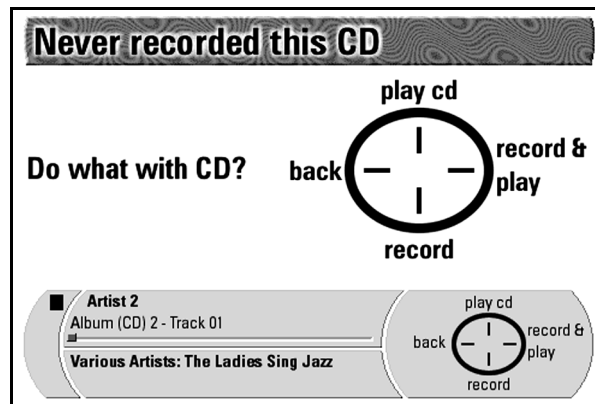 Never recorded this CD
play cd
Do what with CD?
back
record &
play
record
Artist 2
Album (CD) 2 - Track 01
Various Artists: The Ladies Sing Jazz
play cd
back
record &
play
record